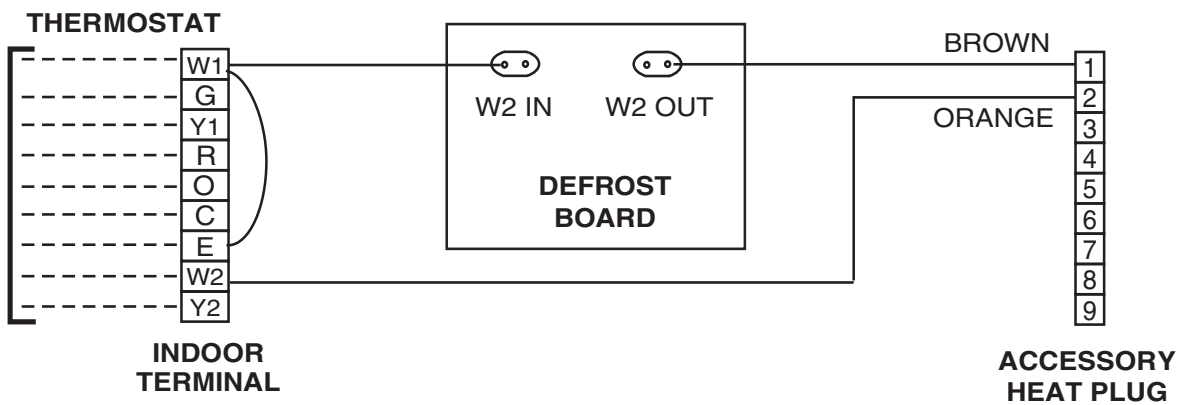 THERMOSTAT
W1
G
Y1
R
O
C
E
W2
Y2
INDOOR
TERMINAL
W2 IN
W2 OUT
DEFROST
BOARD
BROWN
ORANGE
1
2
3
4
5
6
7
8
9
ACCESSORY
HEAT PLUG